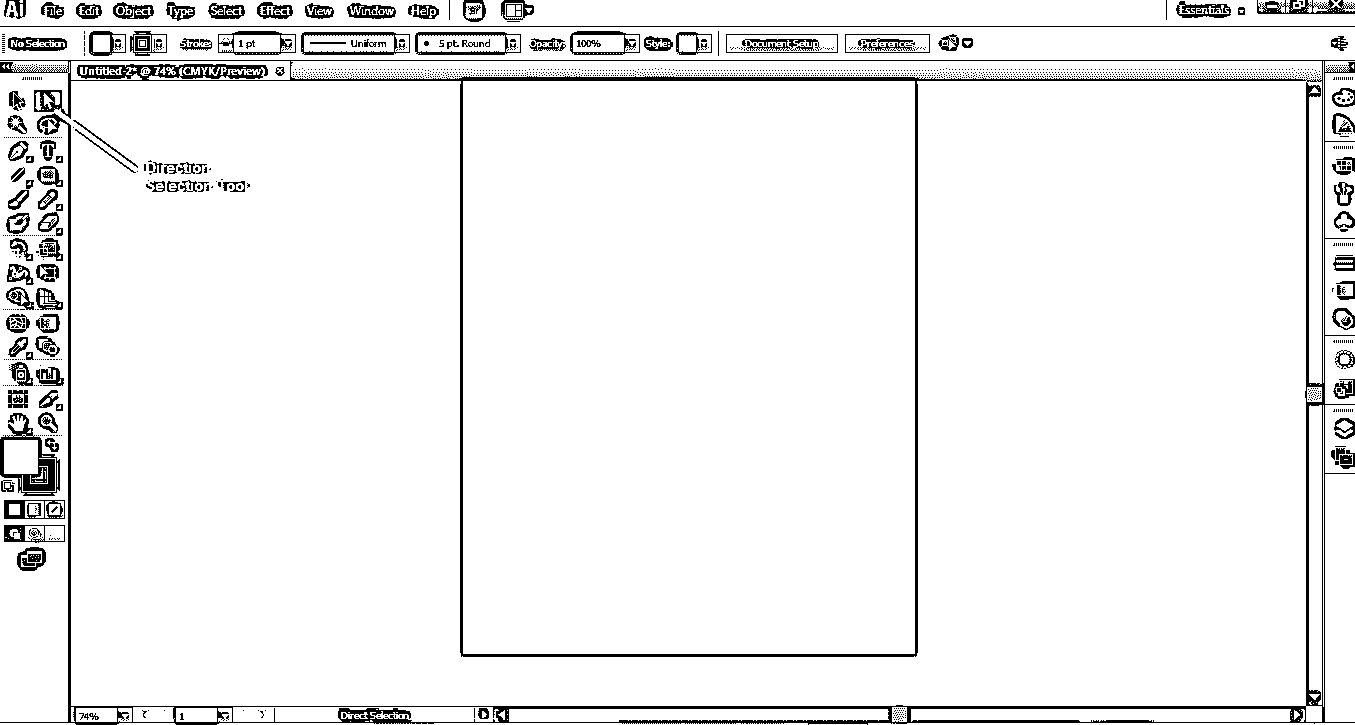 Ai File Edit Object Type Select Effect View Window Help Br Essentials
No Selection Stroke: 1 pt Uniform 5 pt. Round Opacity: 100% Style: Document Setup Preferences
Untitled-2* @ 74% (CMYK/Preview)
Direction
Selection Tool
74% 1 Direct Selection